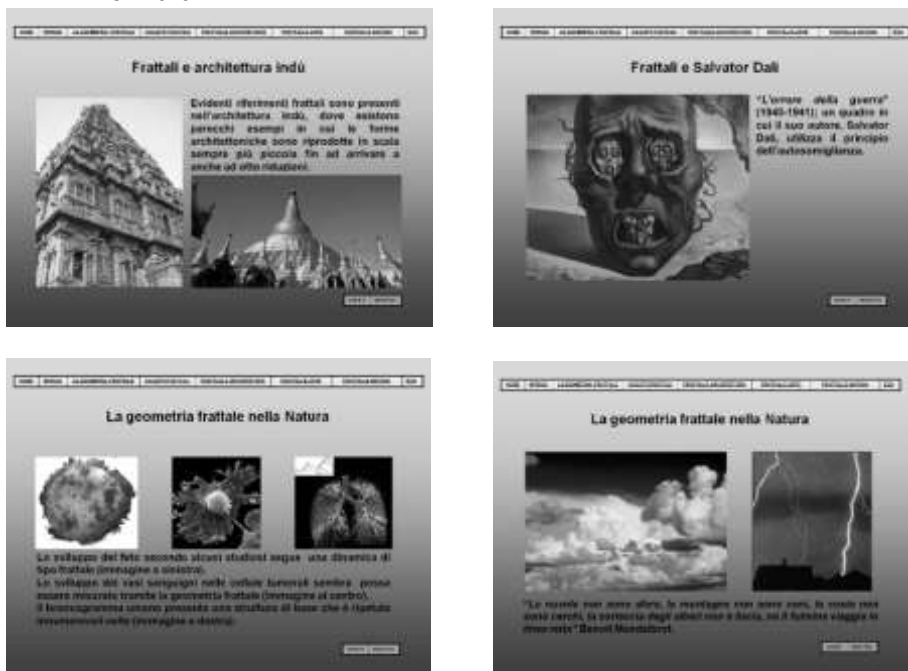 Frattali e architettura indù
Evidenti riferimenti frattali sono presenti
nell'architettura indù, dove esistono
parecchi esempi in cui le forme
architettoniche sono riprodotte in scala
sempre più piccola fin ad arrivare a
anche ad otto riduzioni.
Frattali e Salvator Dalì
"L'orrore della guerra"
(1940-1941); un quadro in
cui il suo autore, Salvator
Dalì, utilizza il principio
dell'autosomiglianza.
La geometria frattale nella Natura
Lo sviluppo del feto secondo alcuni studiosi segue una dinamica di
tipo frattale (immagine a sinistra).
Lo sviluppo dei vasi sanguigni nelle cellule tumorali sembra possa
essere misurato tramite la geometria frattale (immagine al centro).
Il broncogramma umano presenta una struttura di base che è ripetuta
innumerevoli volte (immagine a destra).
La geometria frattale nella Natura
"Le nuvole non sono sfere, le montagne non sono coni, le coste non
sono cerchi, la corteccia degli alberi non è liscia, né il fulmine viaggia in
linea retta" Benoit Mandelbrot.